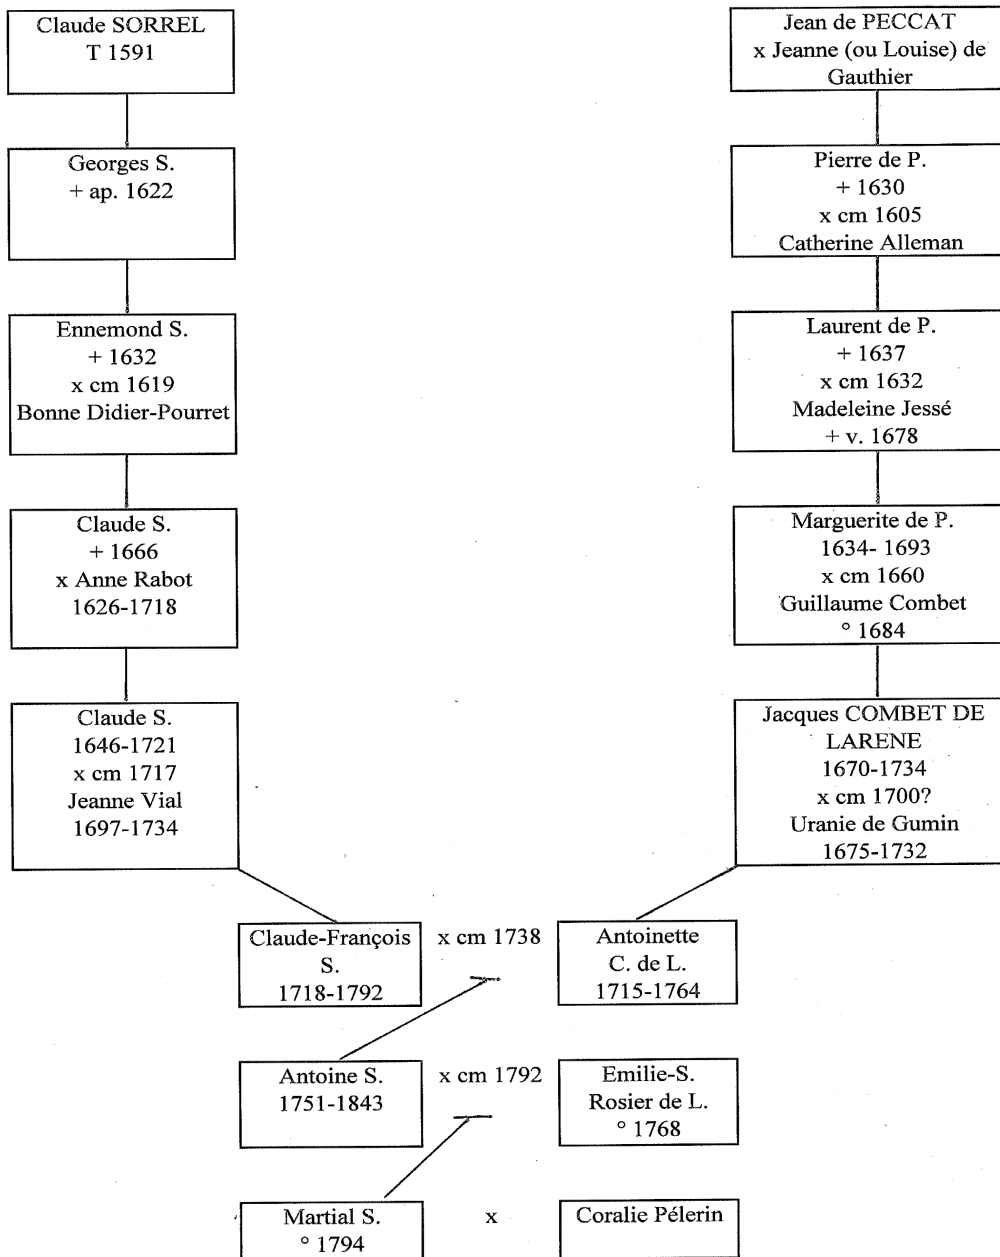 Claude SORREL
T 1591
Georges S.
+ ap. 1622
Ennemond S.
+ 1632
x cm 1619
Bonne Didier-Pourret
Claude S.
+ 1666
x Anne Rabot
1626-1718
Claude S.
1646-1721
x cm 1717
Jeanne Vial
1697-1734
Jean de PECCAT
x Jeanne (ou Louise) de
Gauthier
Pierre de P.
+ 1630
x cm 1605
Catherine Alleman
Laurent de P.
+ 1637
x cm 1632
Madeleine Jessé
+ v. 1678
Marguerite de P.
1634- 1693
x cm 1660
Guillaume Combet
° 1684
Jacques COMBET DE
LARENE
1670-1734
x cm 1700?
Uranie de Gumin
1675-1732
Claude-François
S.
1718-1792
x cm 1738
Antoinette
C. de L.
1715-1764
Antoine S.
1751-1843
x cm 1792
Emilie-S.
Rosier de L.
° 1768
Martial S.
° 1794
x
Coralie Pélerin